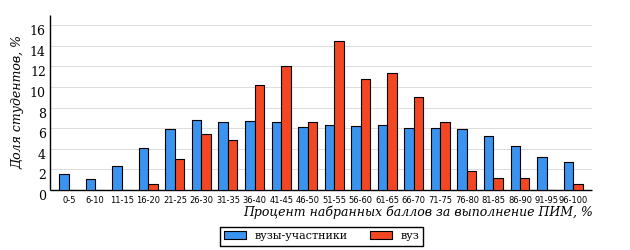 Доля студентов, %
16
14
12
10
8
6
4
2
0
0-5 6-10 11-15 16-20 21-25 26-30 31-35 36-40 41-45 46-50 51-55 56-60 61-65 66-70 71-75 76-80 81-85 86-90 91-95 96-100
Процент набранных баллов за выполнение ПИМ, %
вузы-участники вуз